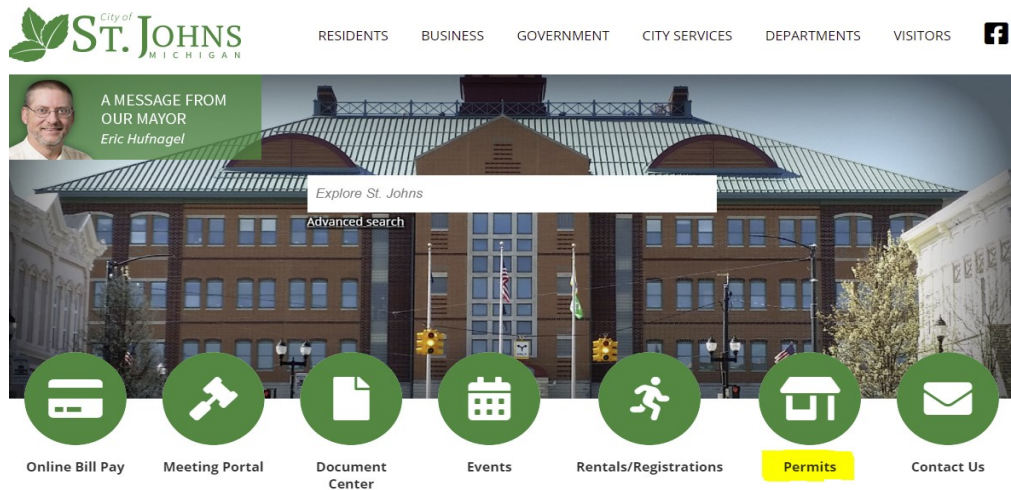 City of
ST. JOHNS
MICHIGAN
RESIDENTS BUSINESS GOVERNMENT CITY SERVICES DEPARTMENTS VISITORS
A MESSAGE FROM
OUR MAYOR
Eric Hufnagel
Explore St. Johns
Advanced search
Online Bill Pay Meeting Portal Document Events Rentals/Registrations Permits Contact Us
Center